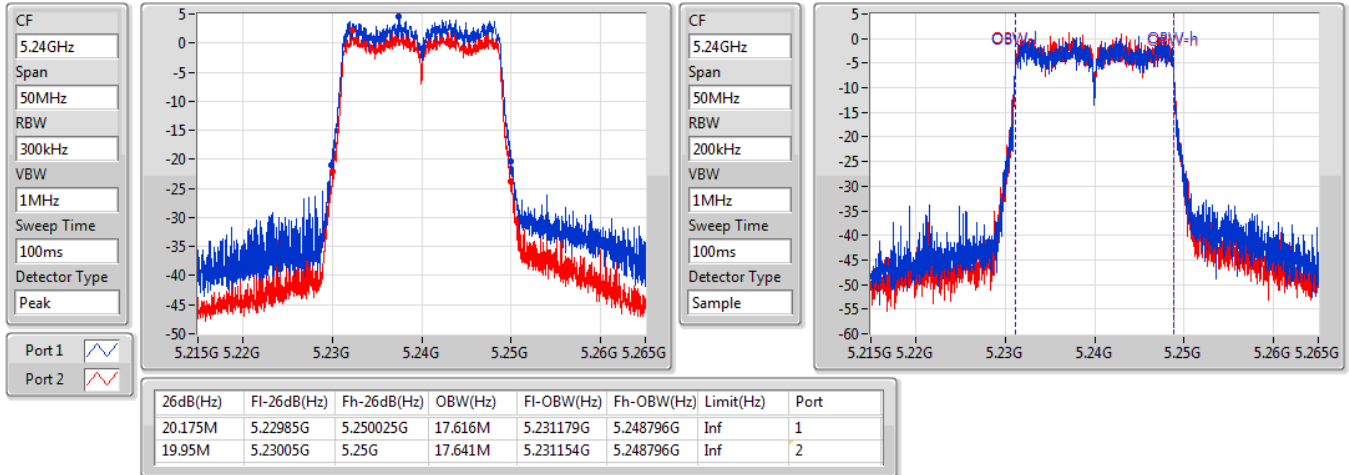 CF
5.24GHz
Span
50MHz
RBW
300kHz
VBW
1MHz
Sweep Time
100ms
Detector Type
Peak
5
0
-5
-10
-15
-20
-25
-30
-35
-40
-45
-50
5.215G 5.22G 5.23G 5.24G 5.25G 5.26G 5.265G
CF
5.24GHz
Span
50MHz
RBW
200kHz
VBW
1MHz
Sweep Time
100ms
Detector Type
Sample
5
0
-5
-10
-15
-20
-25
-30
-35
-40
-45
-50
-55
-60
OBW-l OBW-h
5.215G 5.22G 5.23G 5.24G 5.25G 5.26G 5.265G
Port 1
Port 2
26dB(Hz) Fl-26dB(Hz) Fh-26dB(Hz) OBW(Hz) Fl-OBW(Hz) Fh-OBW(Hz) Limit(Hz) Port
20.175M 5.22985G 5.250025G 17.616M 5.231179G 5.248796G Inf 1
19.95M 5.23005G 5.25G 17.641M 5.231154G 5.248796G Inf 2